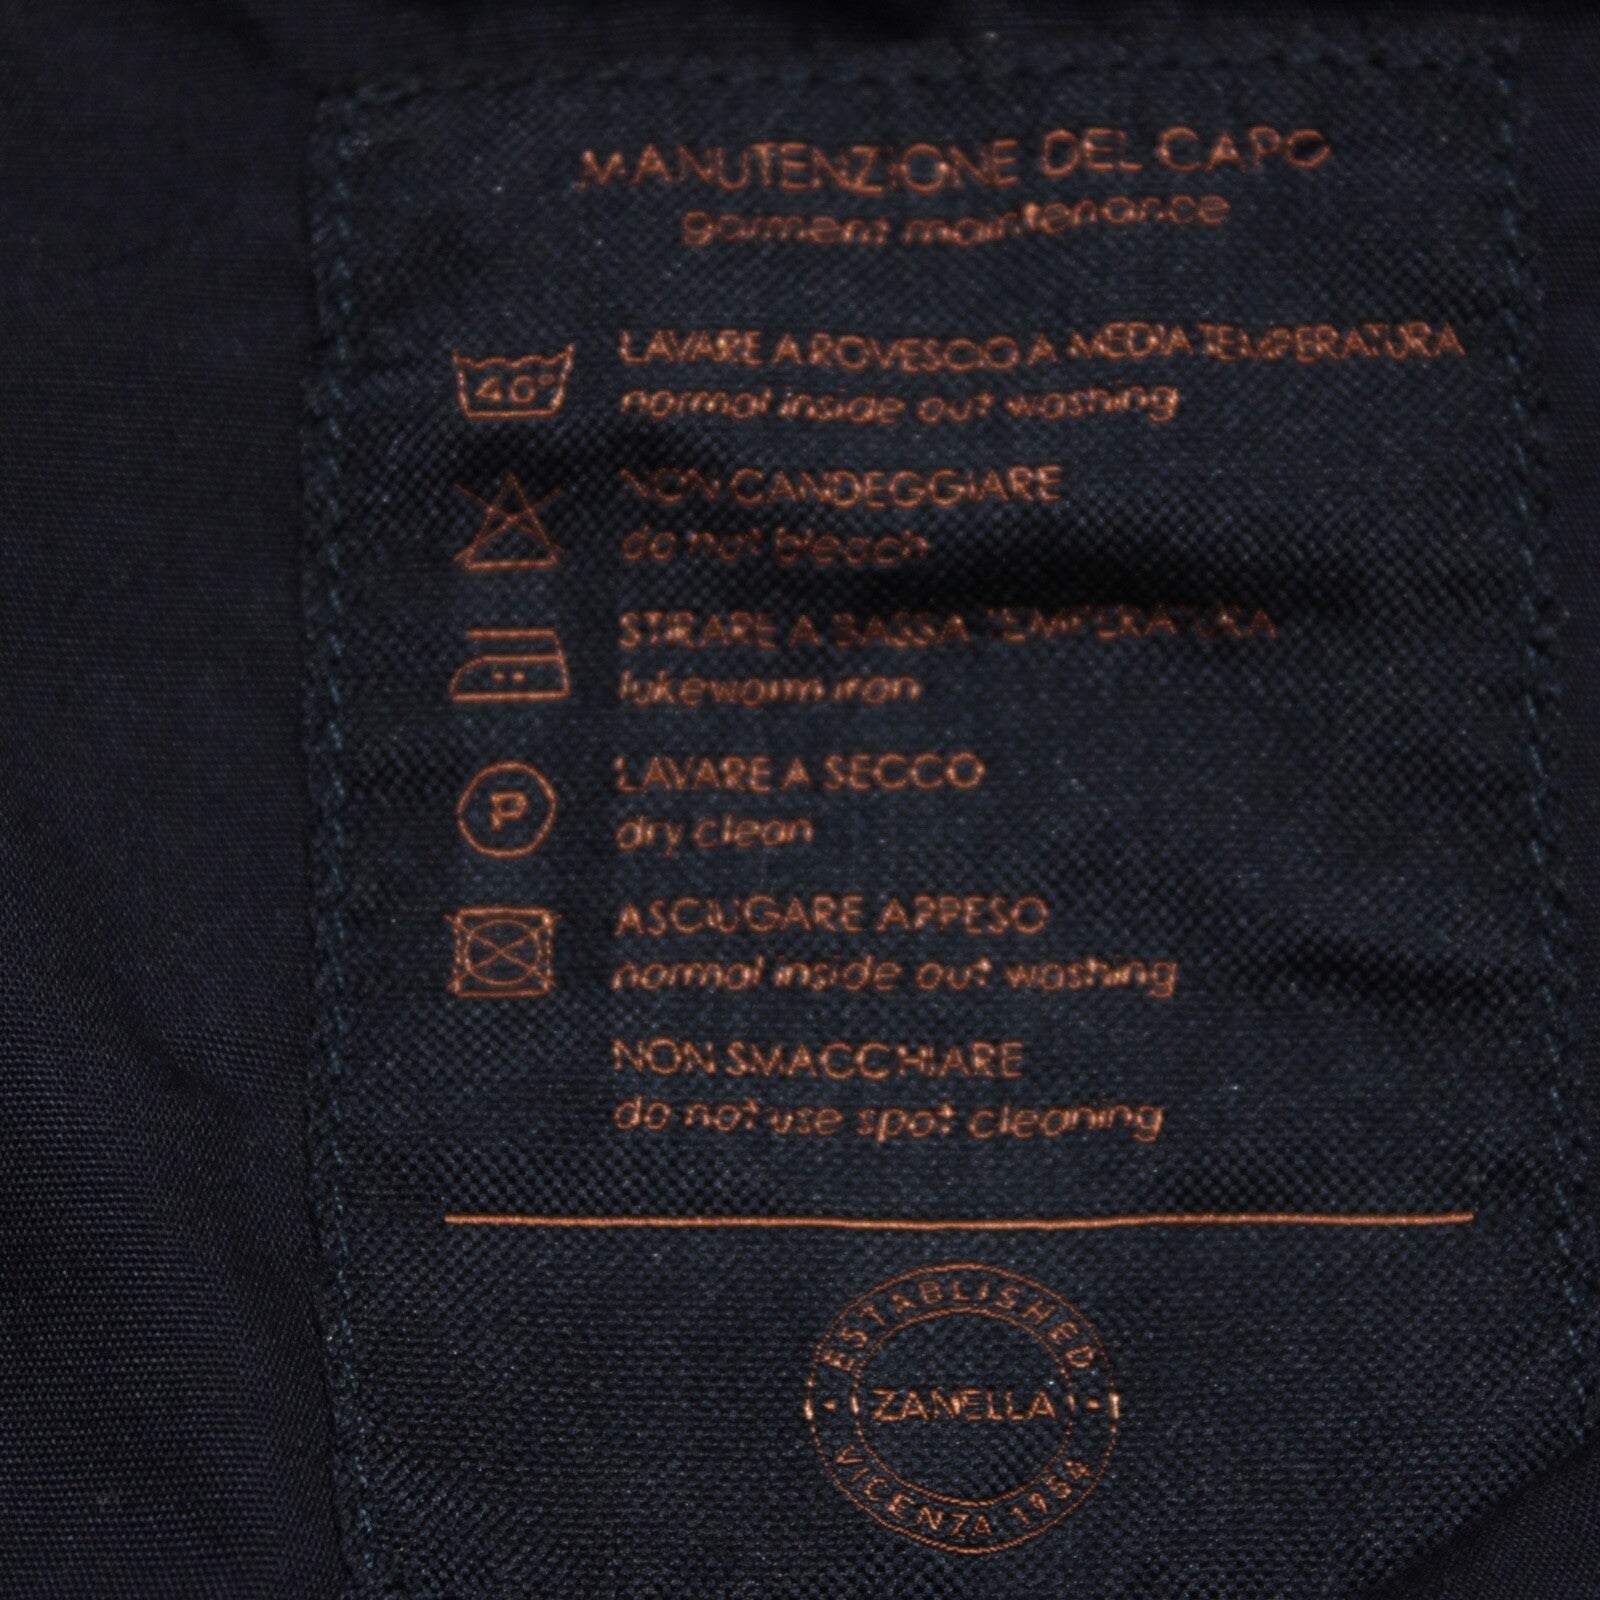 MANUTENZIONE DEL CAPO
garment maintenance
40°
LAVARE A ROVESCIO A MEDIA TEMPERATURA
normal inside out washing
NON CANDEGGIARE
do not bleach
STIRARE A BASSA TEMPERATURA
lukewarm iron
P
LAVARE A SECCO
dry clean
ASCIUGARE APPESO
normal inside out washing
NON SMACCHIARE
do not use spot cleaning
ESTABLISHED
ZANELLA
VICENZA 1954